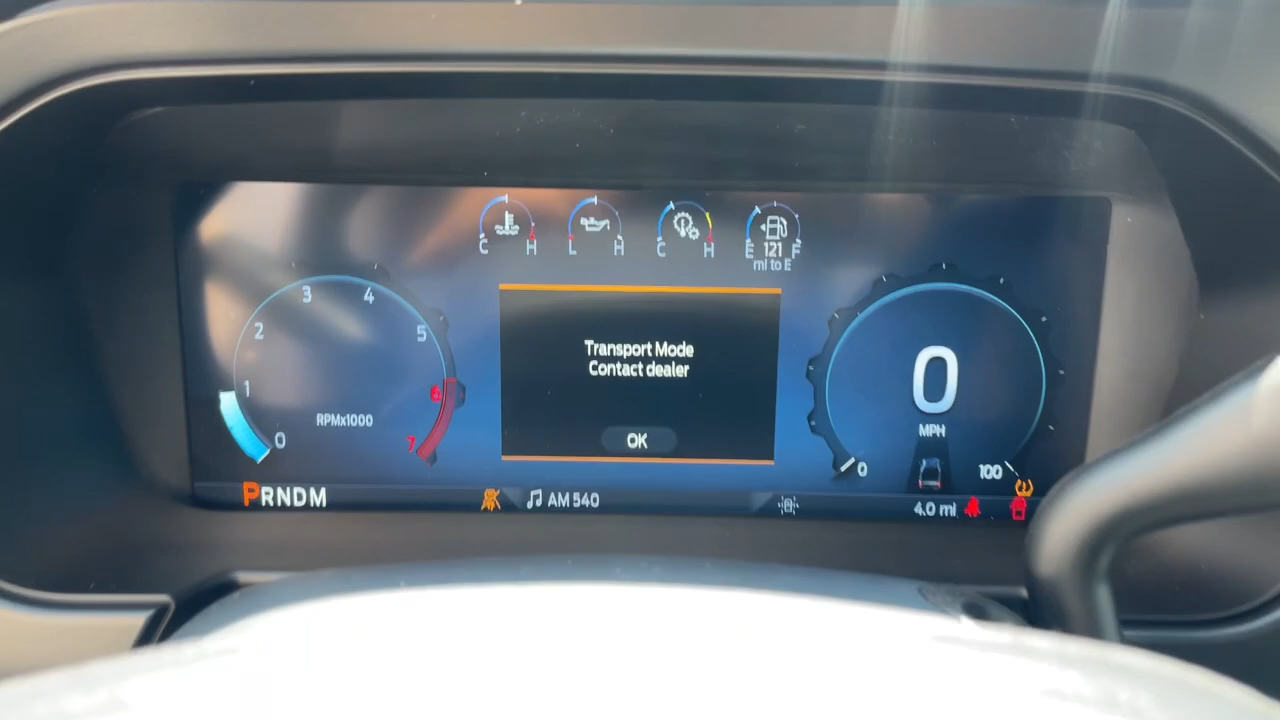 C H
L H
C H
E 121 F
mi to E
0 1 2 3 4 5 6 7
RPMx1000
Transport Mode
Contact dealer
OK
0
MPH
0 100
PRNDM
AM 540
4.0 mi